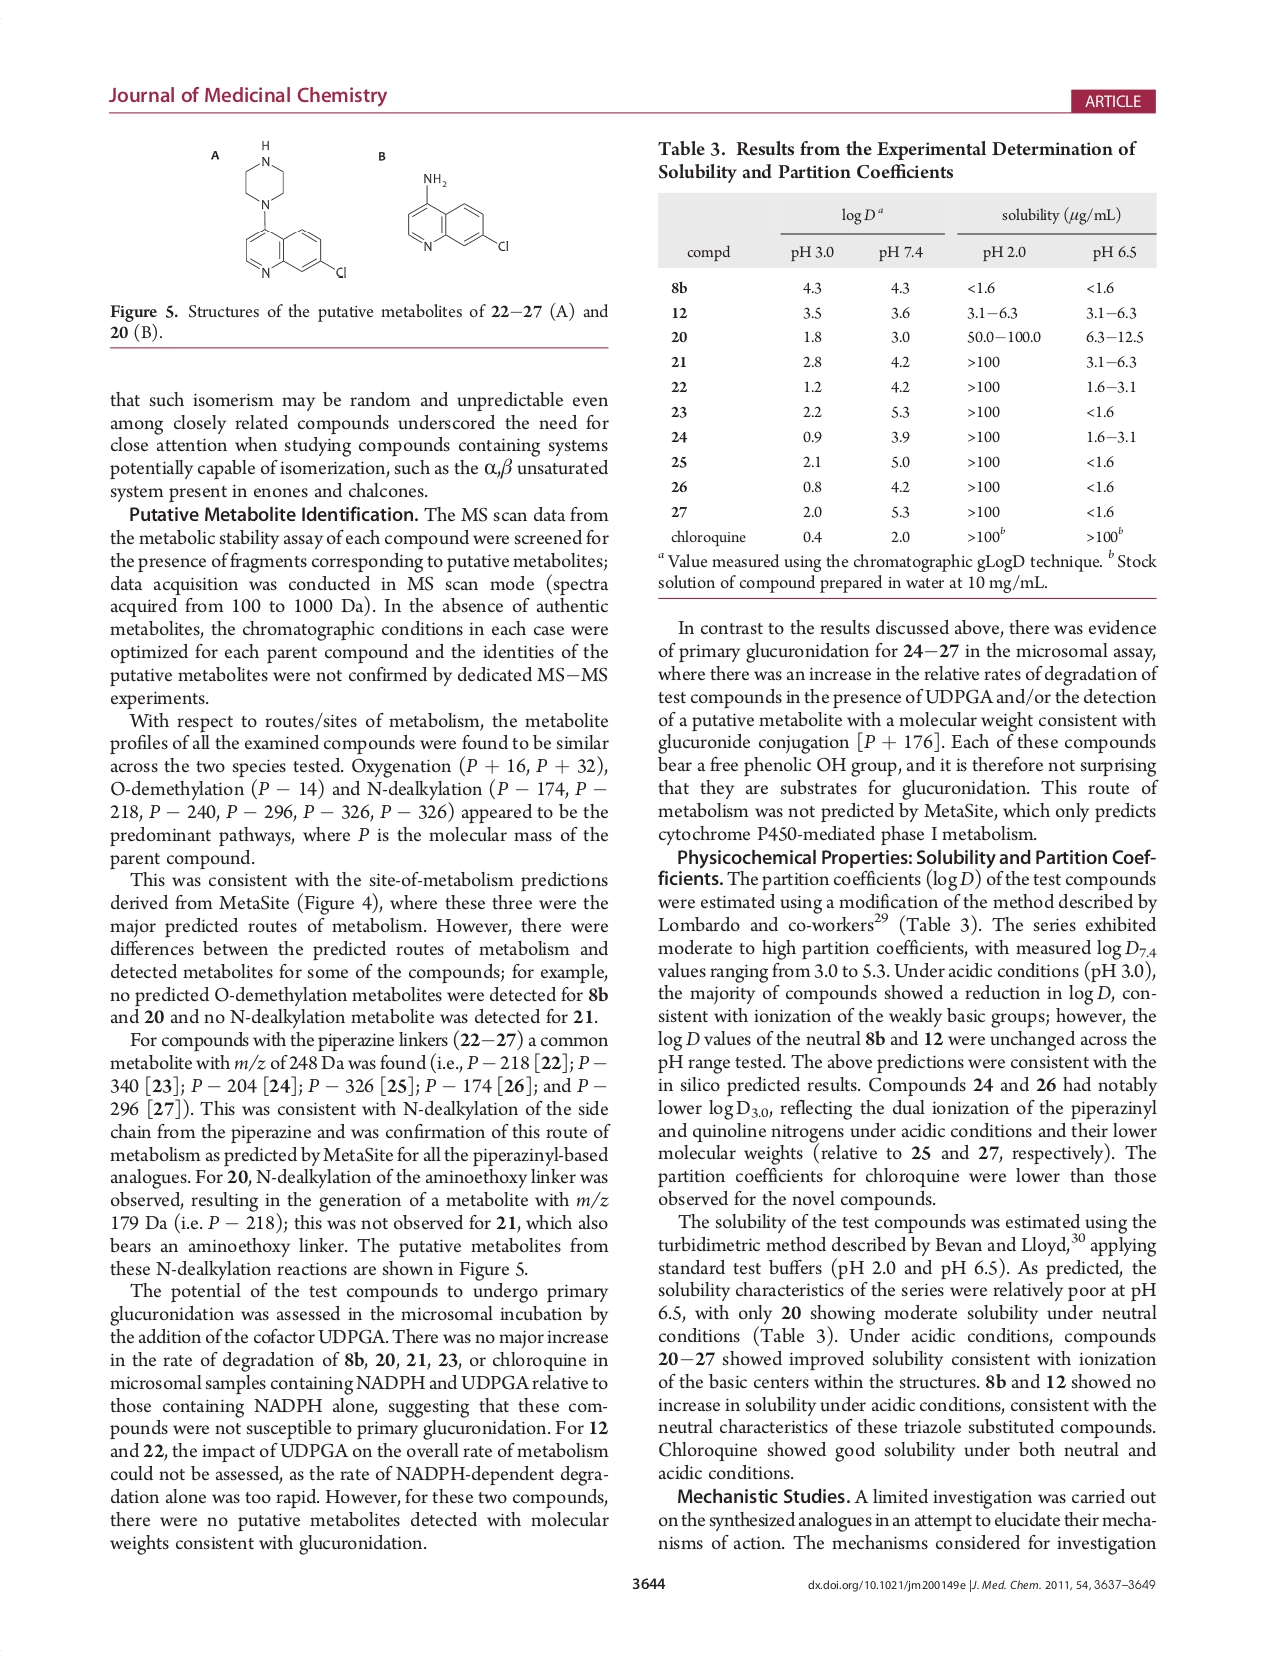 Journal of Medicinal Chemistry
ARTICLE
A
H
N
N
N
Cl
B
NH2
N
Cl
Figure 5. Structures of the putative metabolites of 22−27 (A) and
20 (B).
that such isomerism may be random and unpredictable even
among closely related compounds underscored the need for
close attention when studying compounds containing systems
potentially capable of isomerization, such as the α,β unsaturated
system present in enones and chalcones.
Putative Metabolite Identification. The MS scan data from
the metabolic stability assay of each compound were screened for
the presence of fragments corresponding to putative metabolites;
data acquisition was conducted in MS scan mode (spectra
acquired from 100 to 1000 Da). In the absence of authentic
metabolites, the chromatographic conditions in each case were
optimized for each parent compound and the identities of the
putative metabolites were not confirmed by dedicated MS−MS
experiments.
With respect to routes/sites of metabolism, the metabolite
profiles of all the examined compounds were found to be similar
across the two species tested. Oxygenation (P + 16, P + 32),
O-demethylation (P − 14) and N-dealkylation (P − 174, P −
218, P − 240, P − 296, P − 326, P − 326) appeared to be the
predominant pathways, where P is the molecular mass of the
parent compound.
This was consistent with the site-of-metabolism predictions
derived from MetaSite (Figure 4), where these three were the
major predicted routes of metabolism. However, there were
differences between the predicted routes of metabolism and
detected metabolites for some of the compounds; for example,
no predicted O-demethylation metabolites were detected for 8b
and 20 and no N-dealkylation metabolite was detected for 21.
For compounds with the piperazine linkers (22−27) a common
metabolite with m/z of 248 Da was found (i.e., P − 218 [22]; P −
340 [23]; P − 204 [24]; P − 326 [25]; P − 174 [26]; and P −
296 [27]). This was consistent with N-dealkylation of the side
chain from the piperazine and was confirmation of this route of
metabolism as predicted by MetaSite for all the piperazinyl-based
analogues. For 20, N-dealkylation of the aminoethoxy linker was
observed, resulting in the generation of a metabolite with m/z
179 Da (i.e. P − 218); this was not observed for 21, which also
bears an aminoethoxy linker. The putative metabolites from
these N-dealkylation reactions are shown in Figure 5.
The potential of the test compounds to undergo primary
glucuronidation was assessed in the microsomal incubation by
the addition of the cofactor UDPGA. There was no major increase
in the rate of degradation of 8b, 20, 21, 23, or chloroquine in
microsomal samples containing NADPH and UDPGA relative to
those containing NADPH alone, suggesting that these com-
pounds were not susceptible to primary glucuronidation. For 12
and 22, the impact of UDPGA on the overall rate of metabolism
could not be assessed, as the rate of NADPH-dependent degra-
dation alone was too rapid. However, for these two compounds,
there were no putative metabolites detected with molecular
weights consistent with glucuronidation.
Table 3. Results from the Experimental Determination of
Solubility and Partition Coefficients
log D a solubility (μg/mL)
compd pH 3.0 pH 7.4 pH 2.0 pH 6.5
8b 4.3 4.3 <1.6 <1.6
12 3.5 3.6 3.1−6.3 3.1−6.3
20 1.8 3.0 50.0−100.0 6.3−12.5
21 2.8 4.2 >100 3.1−6.3
22 1.2 4.2 >100 1.6−3.1
23 2.2 5.3 >100 <1.6
24 0.9 3.9 >100 1.6−3.1
25 2.1 5.0 >100 <1.6
26 0.8 4.2 >100 <1.6
27 2.0 5.3 >100 <1.6
chloroquine 0.4 2.0 >100b >100b
a Value measured using the chromatographic gLogD technique. b Stock
solution of compound prepared in water at 10 mg/mL.
In contrast to the results discussed above, there was evidence
of primary glucuronidation for 24−27 in the microsomal assay,
where there was an increase in the relative rates of degradation of
test compounds in the presence of UDPGA and/or the detection
of a putative metabolite with a molecular weight consistent with
glucuronide conjugation [P + 176]. Each of these compounds
bear a free phenolic OH group, and it is therefore not surprising
that they are substrates for glucuronidation. This route of
metabolism was not predicted by MetaSite, which only predicts
cytochrome P450-mediated phase I metabolism.
Physicochemical Properties: Solubility and Partition Coef-
ficients. The partition coefficients (log D) of the test compounds
were estimated using a modification of the method described by
Lombardo and co-workers29 (Table 3). The series exhibited
moderate to high partition coefficients, with measured log D7.4
values ranging from 3.0 to 5.3. Under acidic conditions (pH 3.0),
the majority of compounds showed a reduction in log D, con-
sistent with ionization of the weakly basic groups; however, the
log D values of the neutral 8b and 12 were unchanged across the
pH range tested. The above predictions were consistent with the
in silico predicted results. Compounds 24 and 26 had notably
lower log D3.0, reflecting the dual ionization of the piperazinyl
and quinoline nitrogens under acidic conditions and their lower
molecular weights (relative to 25 and 27, respectively). The
partition coefficients for chloroquine were lower than those
observed for the novel compounds.
The solubility of the test compounds was estimated using the
turbidimetric method described by Bevan and Lloyd,30 applying
standard test buffers (pH 2.0 and pH 6.5). As predicted, the
solubility characteristics of the series were relatively poor at pH
6.5, with only 20 showing moderate solubility under neutral
conditions (Table 3). Under acidic conditions, compounds
20−27 showed improved solubility consistent with ionization
of the basic centers within the structures. 8b and 12 showed no
increase in solubility under acidic conditions, consistent with the
neutral characteristics of these triazole substituted compounds.
Chloroquine showed good solubility under both neutral and
acidic conditions.
Mechanistic Studies. A limited investigation was carried out
on the synthesized analogues in an attempt to elucidate their mecha-
nisms of action. The mechanisms considered for investigation
3644
dx.doi.org/10.1021/jm200149e |J. Med. Chem. 2011, 54, 3637–3649